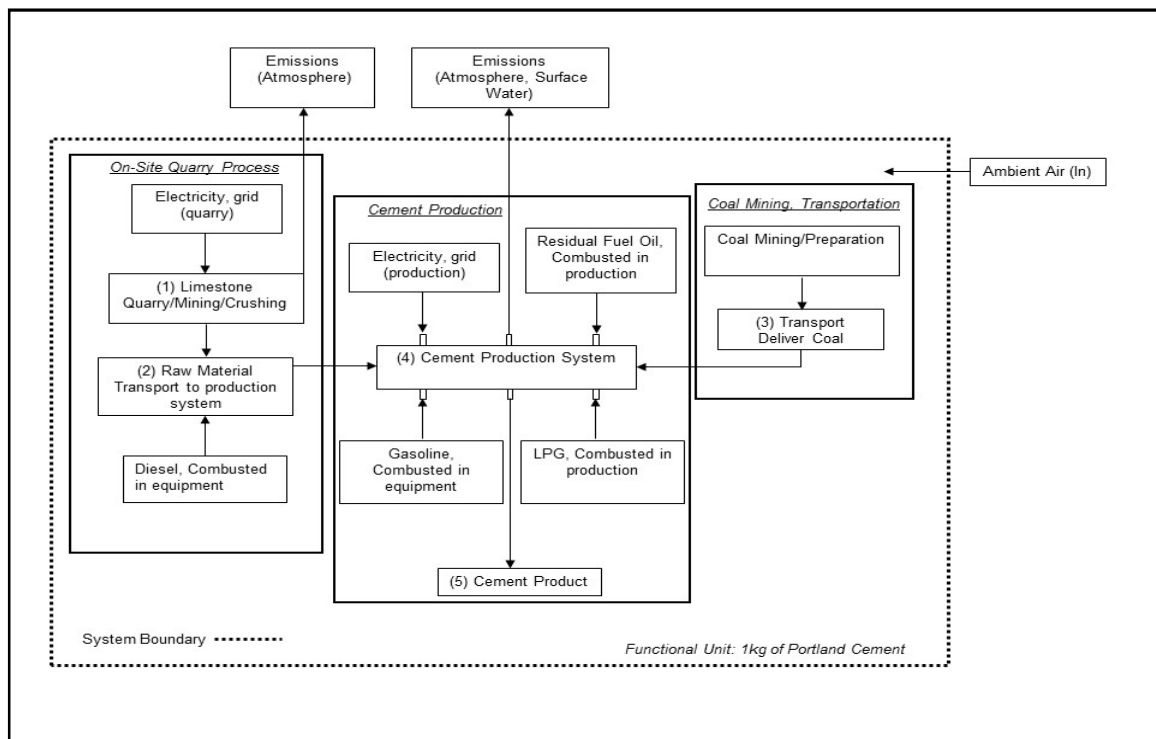 Emissions
(Atmosphere)
Emissions
(Atmosphere, Surface
Water)
Ambient Air (In)
On-Site Quarry Process
Electricity, grid
(quarry)
(1) Limestone
Quarry/Mining/Crushing
(2) Raw Material
Transport to production
system
Diesel, Combusted
in equipment
Cement Production
Electricity, grid
(production)
Residual Fuel Oil,
Combusted in
production
(4) Cement Production System
Gasoline,
Combusted in
equipment
LPG, Combusted in
production
(5) Cement Product
Coal Mining, Transportation
Coal Mining/Preparation
(3) Transport
Deliver Coal
System Boundary
Functional Unit: 1kg of Portland Cement